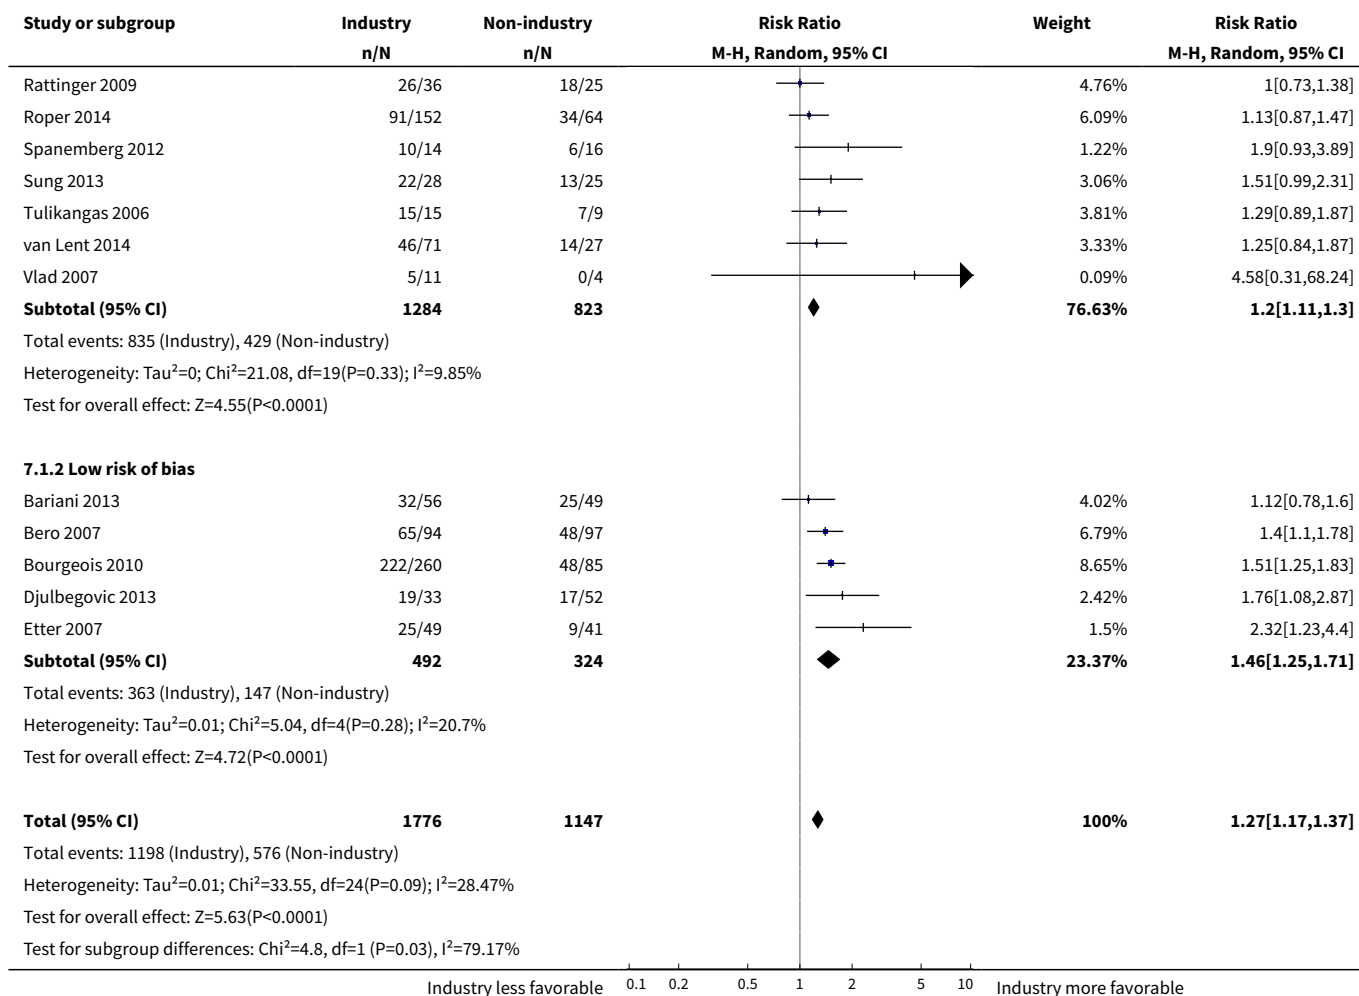 Study or subgroup Industry Non-industry Risk Ratio Weight Risk Ratio
n/N n/N M-H, Random, 95% CI M-H, Random, 95% CI
Rattinger 2009 26/36 18/25 4.76% 1[0.73,1.38]
Roper 2014 91/152 34/64 6.09% 1.13[0.87,1.47]
Spanemberg 2012 10/14 6/16 1.22% 1.9[0.93,3.89]
Sung 2013 22/28 13/25 3.06% 1.51[0.99,2.31]
Tulikangas 2006 15/15 7/9 3.81% 1.29[0.89,1.87]
van Lent 2014 46/71 14/27 3.33% 1.25[0.84,1.87]
Vlad 2007 5/11 0/4 0.09% 4.58[0.31,68.24]
Subtotal (95% CI) 1284 823 76.63% 1.2[1.11,1.3]
Total events: 835 (Industry), 429 (Non-industry)
Heterogeneity: Tau²=0; Chi²=21.08, df=19(P=0.33); I²=9.85%
Test for overall effect: Z=4.55(P<0.0001)
7.1.2 Low risk of bias
Bariani 2013 32/56 25/49 4.02% 1.12[0.78,1.6]
Bero 2007 65/94 48/97 6.79% 1.4[1.1,1.78]
Bourgeois 2010 222/260 48/85 8.65% 1.51[1.25,1.83]
Djulbegovic 2013 19/33 17/52 2.42% 1.76[1.08,2.87]
Etter 2007 25/49 9/41 1.5% 2.32[1.23,4.4]
Subtotal (95% CI) 492 324 23.37% 1.46[1.25,1.71]
Total events: 363 (Industry), 147 (Non-industry)
Heterogeneity: Tau²=0.01; Chi²=5.04, df=4(P=0.28); I²=20.7%
Test for overall effect: Z=4.72(P<0.0001)
Total (95% CI) 1776 1147 100% 1.27[1.17,1.37]
Total events: 1198 (Industry), 576 (Non-industry)
Heterogeneity: Tau²=0.01; Chi²=33.55, df=24(P=0.09); I²=28.47%
Test for overall effect: Z=5.63(P<0.0001)
Test for subgroup differences: Chi²=4.8, df=1 (P=0.03), I²=79.17%
Industry less favorable 0.1 0.2 0.5 1 2 5 10 Industry more favorable